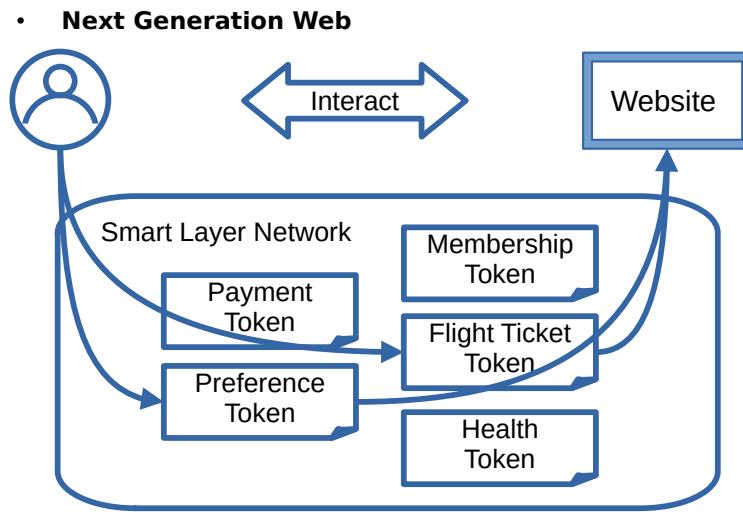 • Next Generation Web
Interact
Website
Smart Layer Network
Membership
Token
Payment
Token
Flight Ticket
Token
Preference
Token
Health
Token